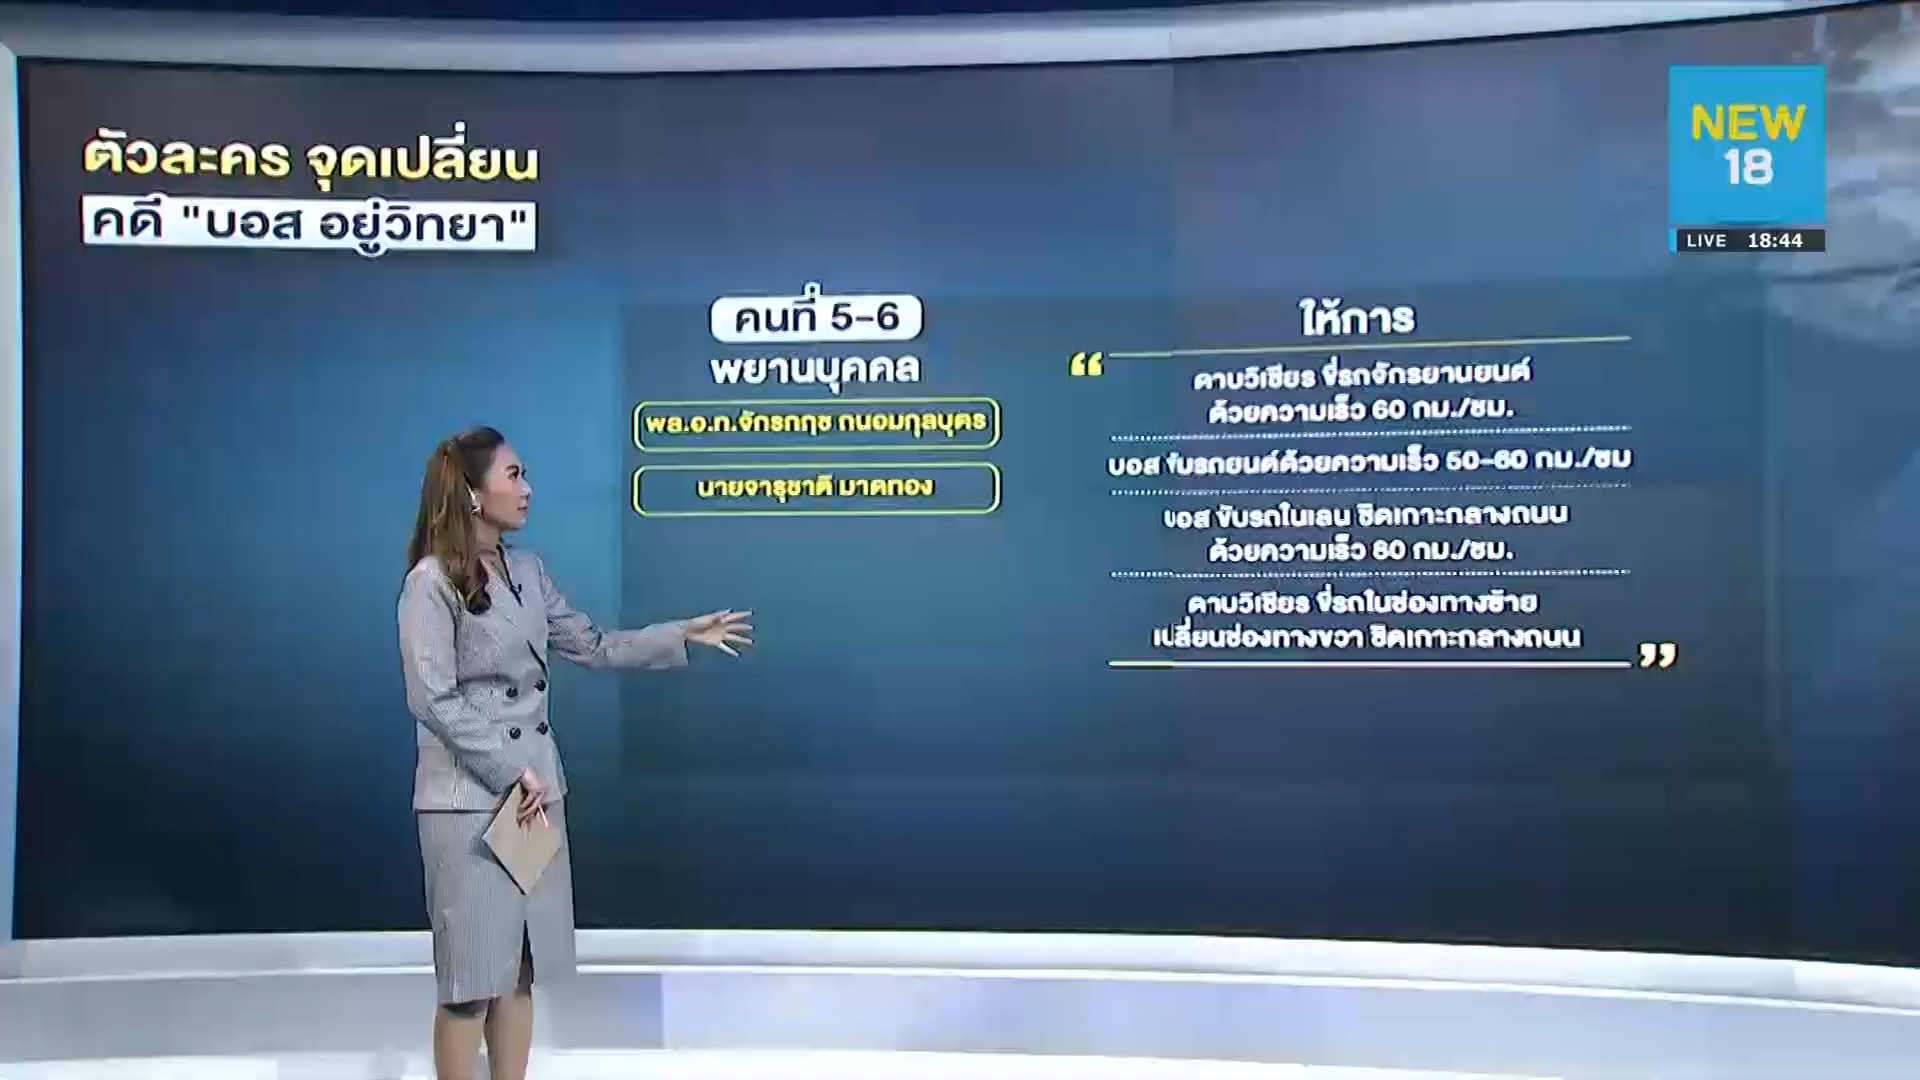 ตัวละคร จุดเปลี่ยน
คดี "บอส อยู่วิทยา"
NEW
18
LIVE 18:44
คนที่ 5-6
พยานบุคคล
พล.อ.ท.จักรกฤช ถนอมกุลบุตร
นายจารุชาติ มาดทอง
ให้การ
“
ดาบวิเชียร ขี่รถจักรยานยนต์
ด้วยความเร็ว 60 กม./ชม.
บอส ขับรถยนต์ด้วยความเร็ว 50-60 กม./ชม
บอส ขับรถในเลน ชิดเกาะกลางถนน
ด้วยความเร็ว 80 กม./ชม.
ดาบวิเชียร ขี่รถในช่องทางซ้าย
เปลี่ยนช่องทางขวา ชิดเกาะกลางถนน
”